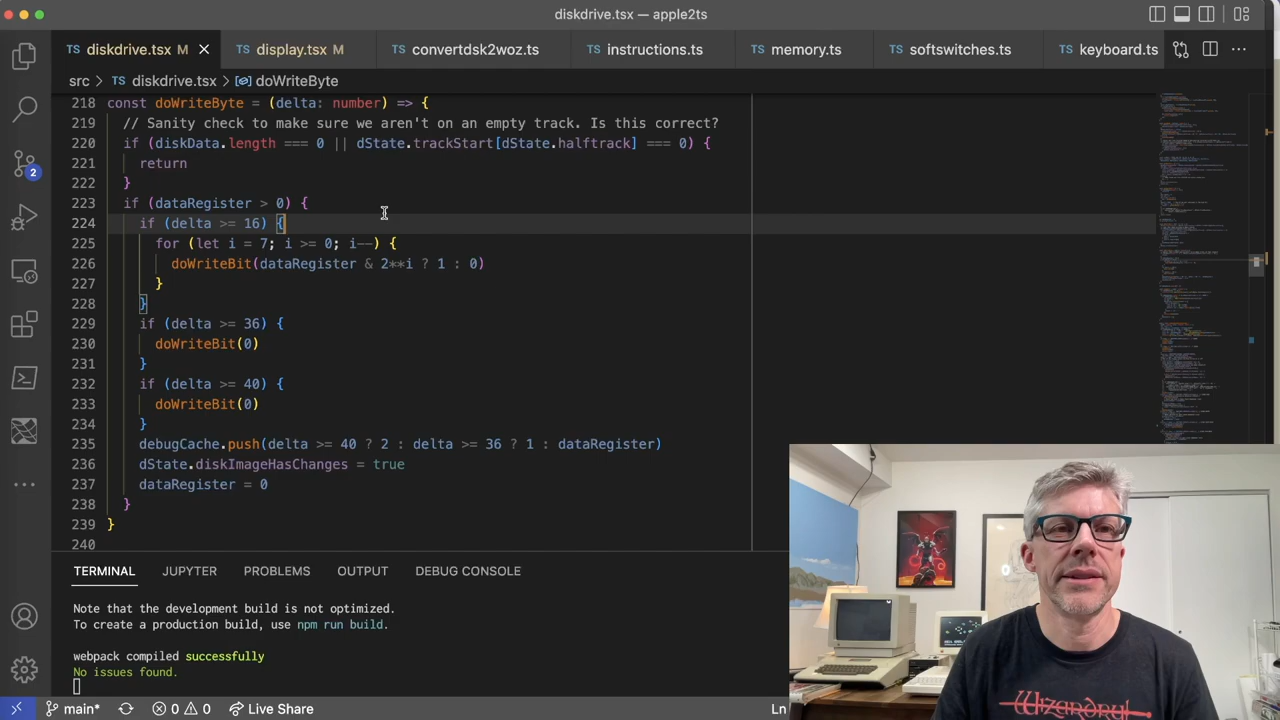 diskdrive.tsx — apple2ts
TS diskdrive.tsx M TS display.tsx M TS convertdsk2woz.ts TS instructions.ts TS memory.ts TS softswitches.ts TS keyboard.ts
src > TS diskdrive.tsx > doWriteByte
218 const doWriteByte = (delta: number) => {
219 // Sanity check to make sure we aren't on an empty track. Is this correct?
220 if (diskData.length === 0 || dState.trackStart[dState.halftrack] === 0) {
221 return
222 }
223 if (dataRegister > 0) {
224 if (delta >= 16) {
225 for (let i = 7; i >= 0; i--) {
226 doWriteBit(dataRegister & 2**i ? 1 : 0)
227 }
228 }
229 if (delta >= 36) {
230 doWriteBit(0)
231 }
232 if (delta >= 40) {
233 doWriteBit(0)
234 }
235 debugCache.push(delta >= 40 ? 2 : delta >= 36 ? 1 : dataRegister)
236 dState.diskImageHasChanges = true
237 dataRegister = 0
238 }
239 }
240
2
TERMINAL JUPYTER PROBLEMS OUTPUT DEBUG CONSOLE
Note that the development build is not optimized.
To create a production build, use npm run build.
webpack compiled successfully
No issues found.
main* 0 0 Live Share Ln
Wizardry